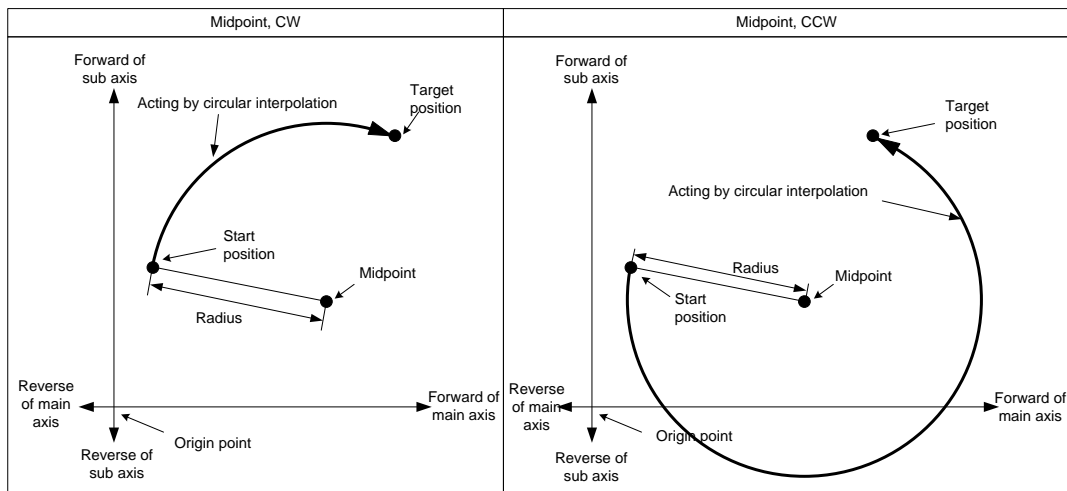 Midpoint, CW
Forward of
sub axis
Acting by circular interpolation
Target
position
Start
position
Midpoint
Radius
Reverse
of main
axis
Forward of
main axis
Origin point
Reverse of
sub axis
Midpoint, CCW
Forward of
sub axis
Target
position
Acting by circular interpolation
Radius
Midpoint
Start
position
Reverse
of main
axis
Forward of
main axis
Origin point
Reverse of
sub axis